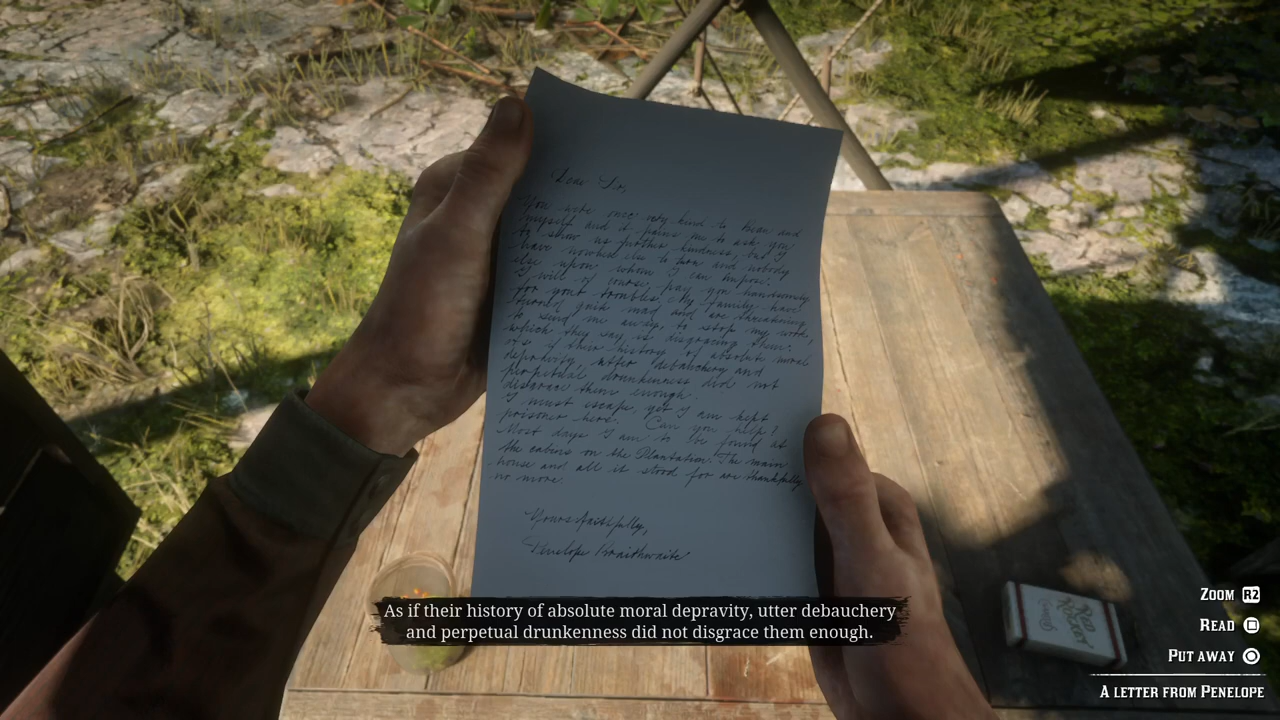 Dear Sir,
You were once very kind to Beau and
myself and it pains me to ask you
to show us further kindness, but I
have nowhere else to turn and nobody
else upon whom I can impose.
I will of course, pay you handsomely
for your troubles. My family have
turned quite mad and are threatening
to send me away, to stop my work,
which they say is disgracing them.
As if their history of absolute moral
depravity, utter debauchery and
perpetual drunkenness did not
disgrace them enough.
I must escape, yet I am kept
prisoner here. Can you help?
Most days I am to be found at
the cabins on the Plantation. The main
house and all it stood for are thankfully
no more.
Yours faithfully,
Penelope Braithwaite
As if their history of absolute moral depravity, utter debauchery
and perpetual drunkenness did not disgrace them enough.
ZOOM R2
READ
PUT AWAY
A LETTER FROM PENELOPE